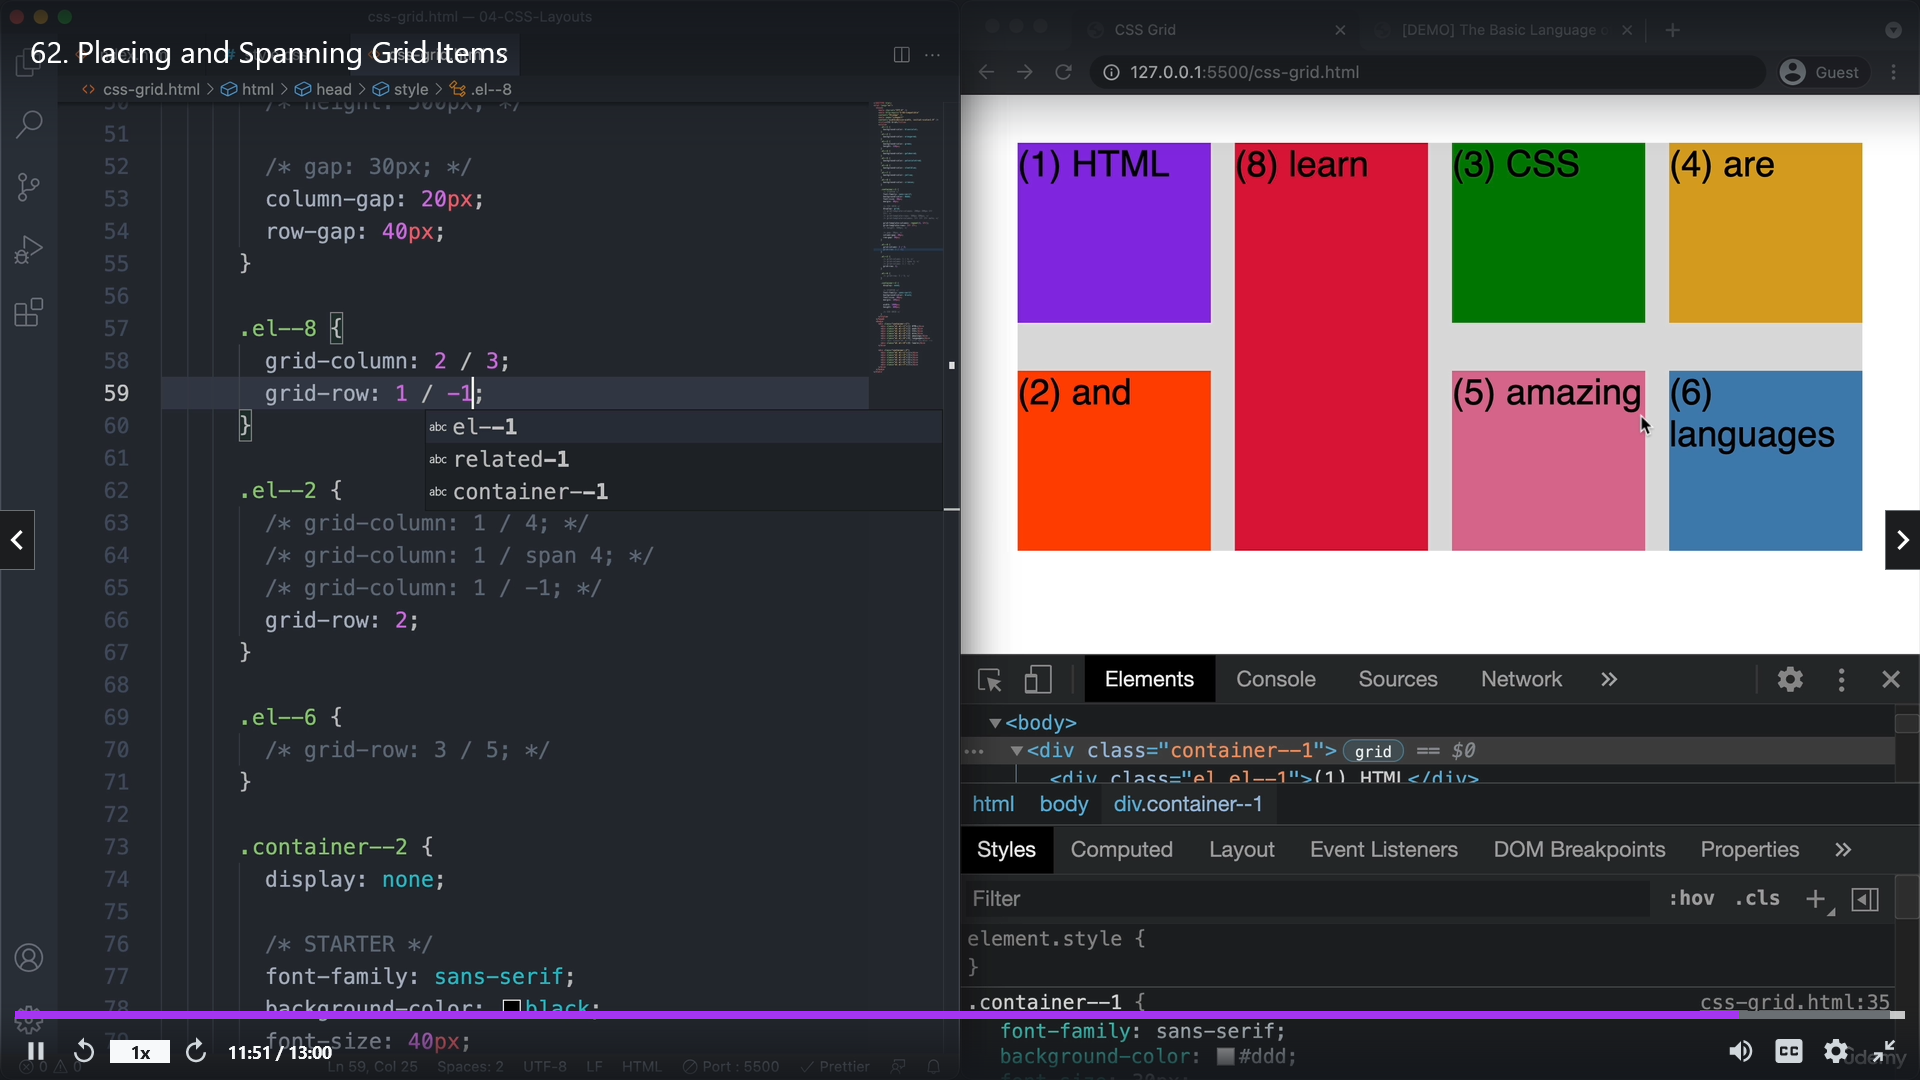 css-grid.html — 04-CSS-Layouts
62. Placing and Spanning Grid Items
css-grid.html > html > head > style > .el--8
50 /* height: 500px; */
51
52 /* gap: 30px; */
53 column-gap: 20px;
54 row-gap: 40px;
55 }
56
57 .el--8 {
58 grid-column: 2 / 3;
59 grid-row: 1 / -1;
60 }
abc el--1
61
abc related-1
62 .el--2 {
abc container--1
63 /* grid-column: 1 / 4; */
64 /* grid-column: 1 / span 4; */
65 /* grid-column: 1 / -1; */
66 grid-row: 2;
67 }
68
69 .el--6 {
70 /* grid-row: 3 / 5; */
71 }
72
73 .container--2 {
74 display: none;
75
76 /* STARTER */
77 font-family: sans-serif;
78 background-color: black;
79 font-size: 40px;
1x
11:51 / 13:00
Ln 59, Col 25 Spaces: 2 UTF-8 LF HTML Port : 5500 Prettier
CSS Grid
[DEMO] The Basic Language o
127.0.0.1:5500/css-grid.html
Guest
(1) HTML
(8) learn
(3) CSS
(4) are
(2) and
(5) amazing
(6)
languages
Elements Console Sources Network »
<body>
<div class="container--1"> grid == $0
<div class="el el--1">(1) HTML</div>
html body div.container--1
Styles Computed Layout Event Listeners DOM Breakpoints Properties »
Filter :hov .cls +
element.style {
}
.container--1 { css-grid.html:35
font-family: sans-serif;
background-color: #ddd;
CC
udemy